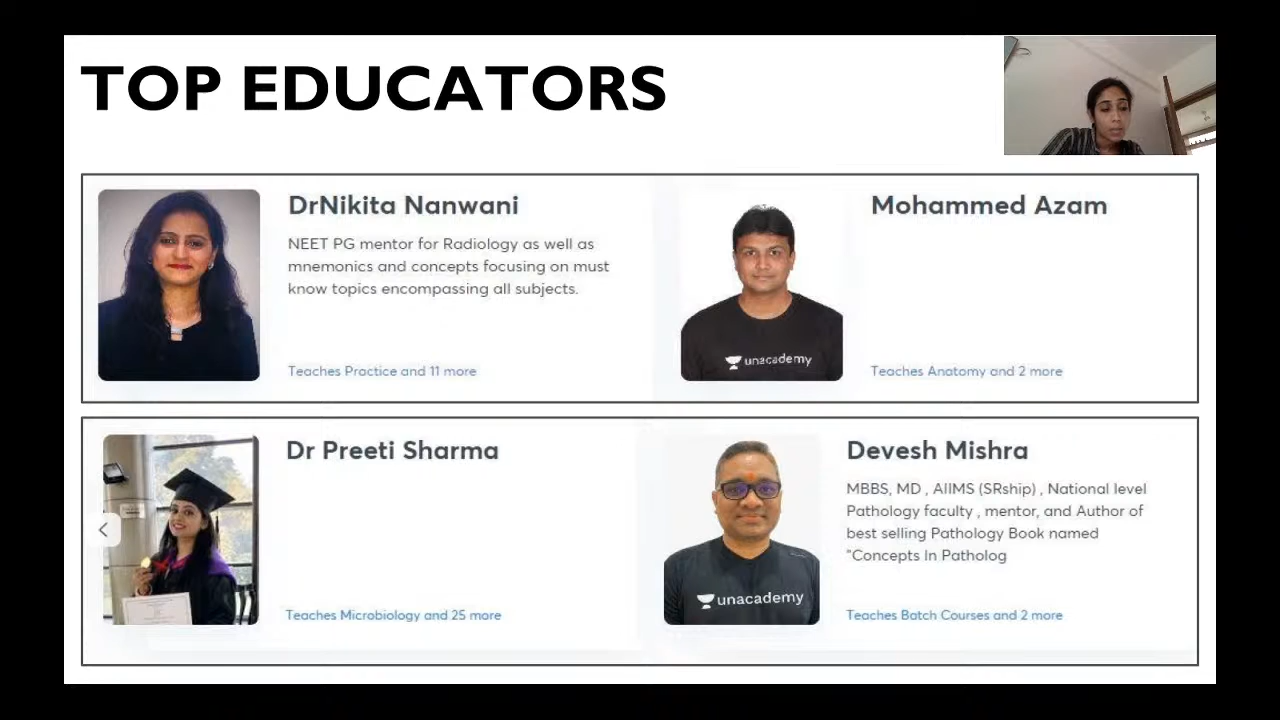 TOP EDUCATORS
DrNikita Nanwani
NEET PG mentor for Radiology as well as
mnemonics and concepts focusing on must
know topics encompassing all subjects.
Teaches Practice and 11 more
Mohammed Azam
unacademy
Teaches Anatomy and 2 more
Dr Preeti Sharma
Teaches Microbiology and 25 more
Devesh Mishra
MBBS, MD , AIIMS (SRship) , National level
Pathology faculty , mentor, and Author of
best selling Pathology Book named
"Concepts In Patholog
unacademy
Teaches Batch Courses and 2 more